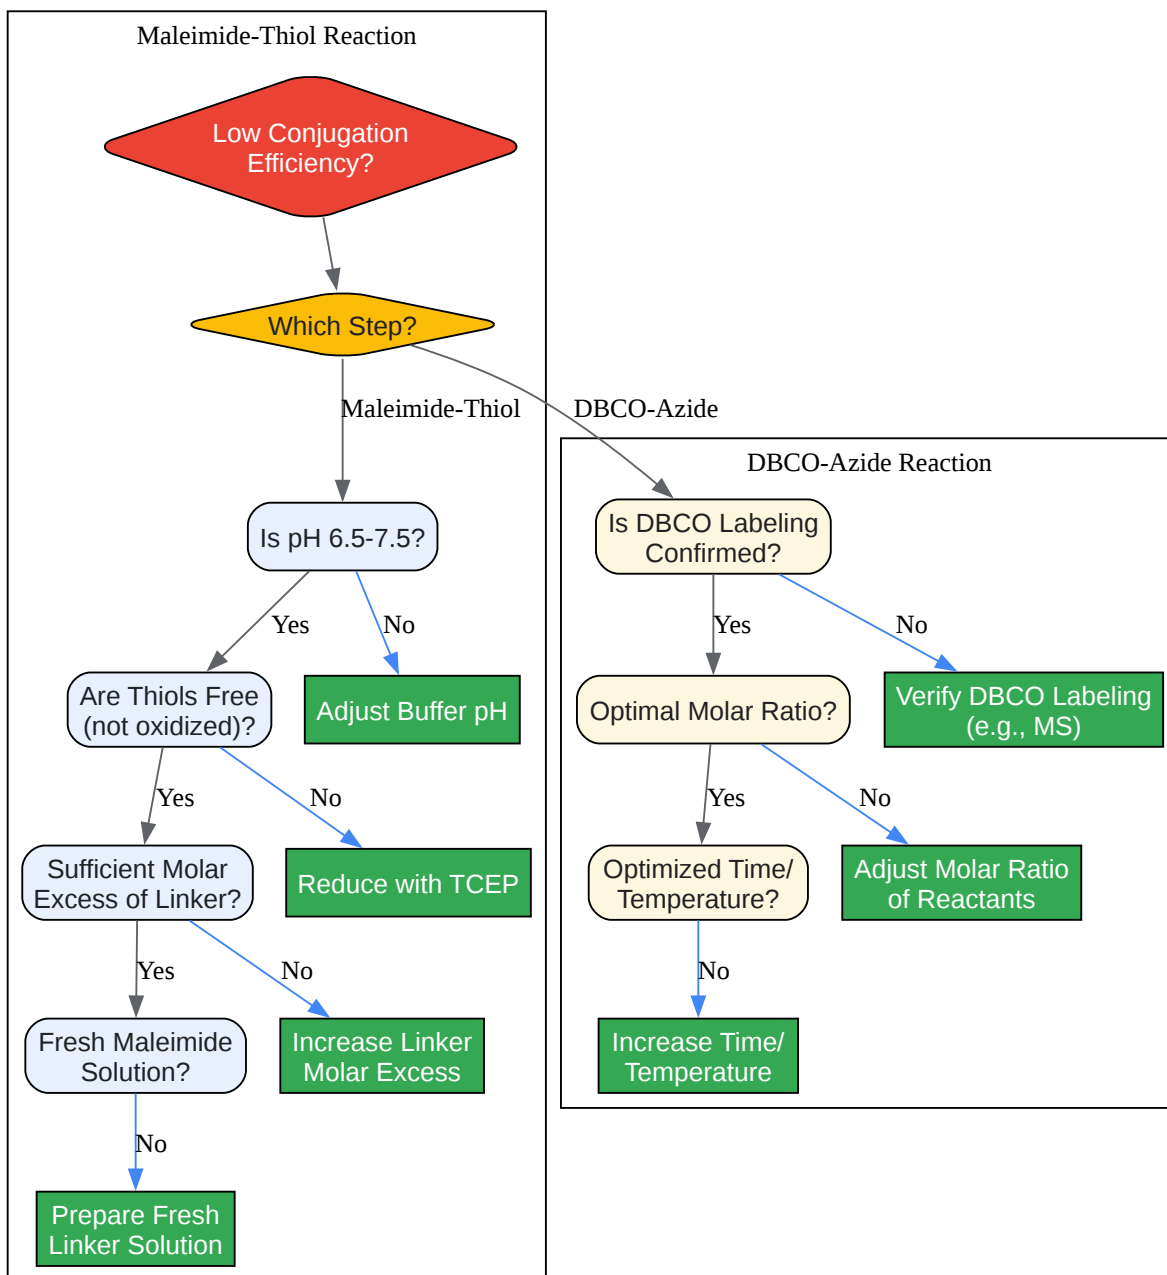 Maleimide-Thiol Reaction
Low Conjugation
Efficiency?
Which Step?
Maleimide-Thiol
DBCO-Azide
DBCO-Azide Reaction
Is pH 6.5-7.5?
Is DBCO Labeling
Confirmed?
Yes
No
Yes
No
Are Thiols Free
(not oxidized)?
Adjust Buffer pH
Optimal Molar Ratio?
Verify DBCO Labeling
(e.g., MS)
Yes
No
Yes
No
Sufficient Molar
Excess of Linker?
Reduce with TCEP
Optimized Time/
Temperature?
Adjust Molar Ratio
of Reactants
Yes
No
No
Fresh Maleimide
Solution?
Increase Linker
Molar Excess
Increase Time/
Temperature
No
Prepare Fresh
Linker Solution